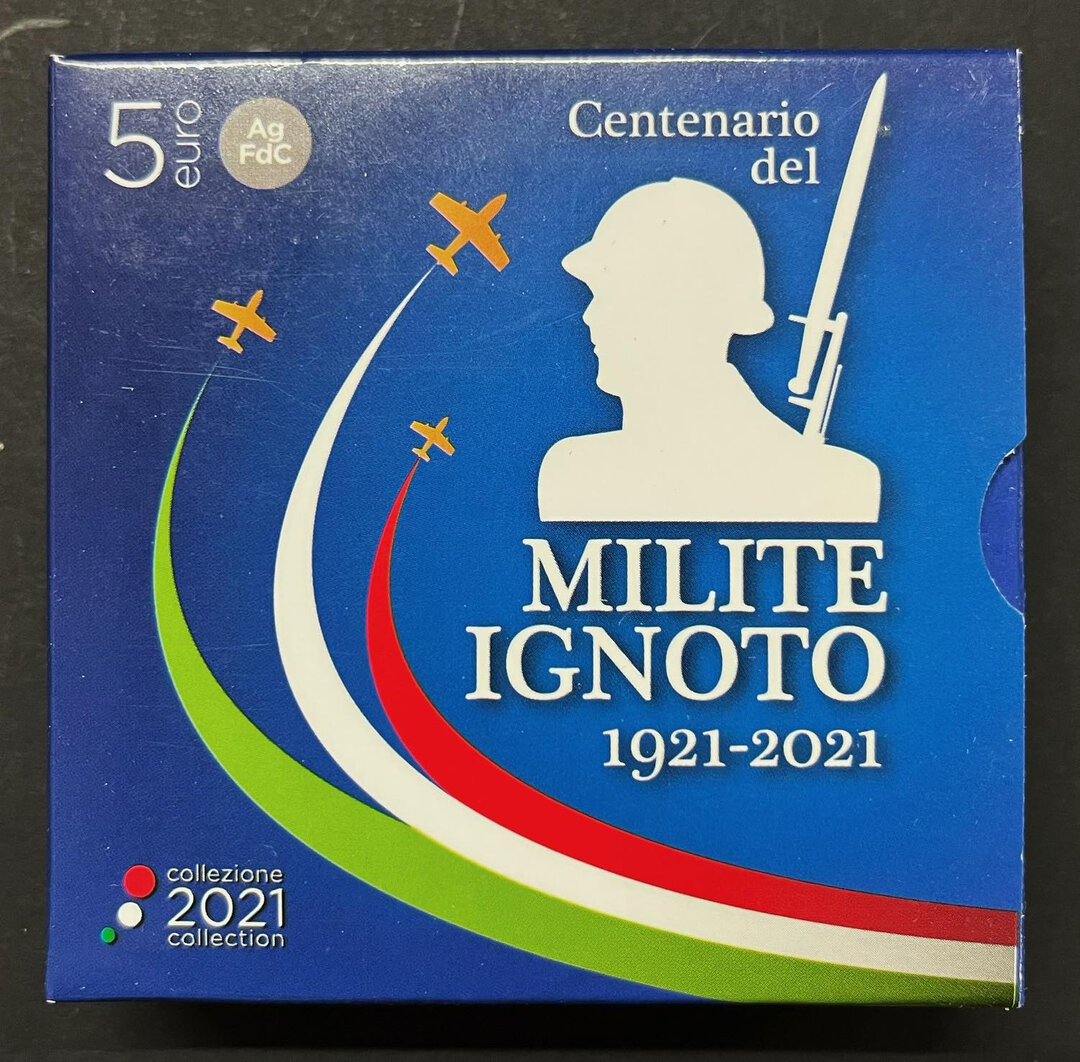 5 euro
Ag
FdC
Centenario
del
MILITE
IGNOTO
1921-2021
collezione
2021
collection